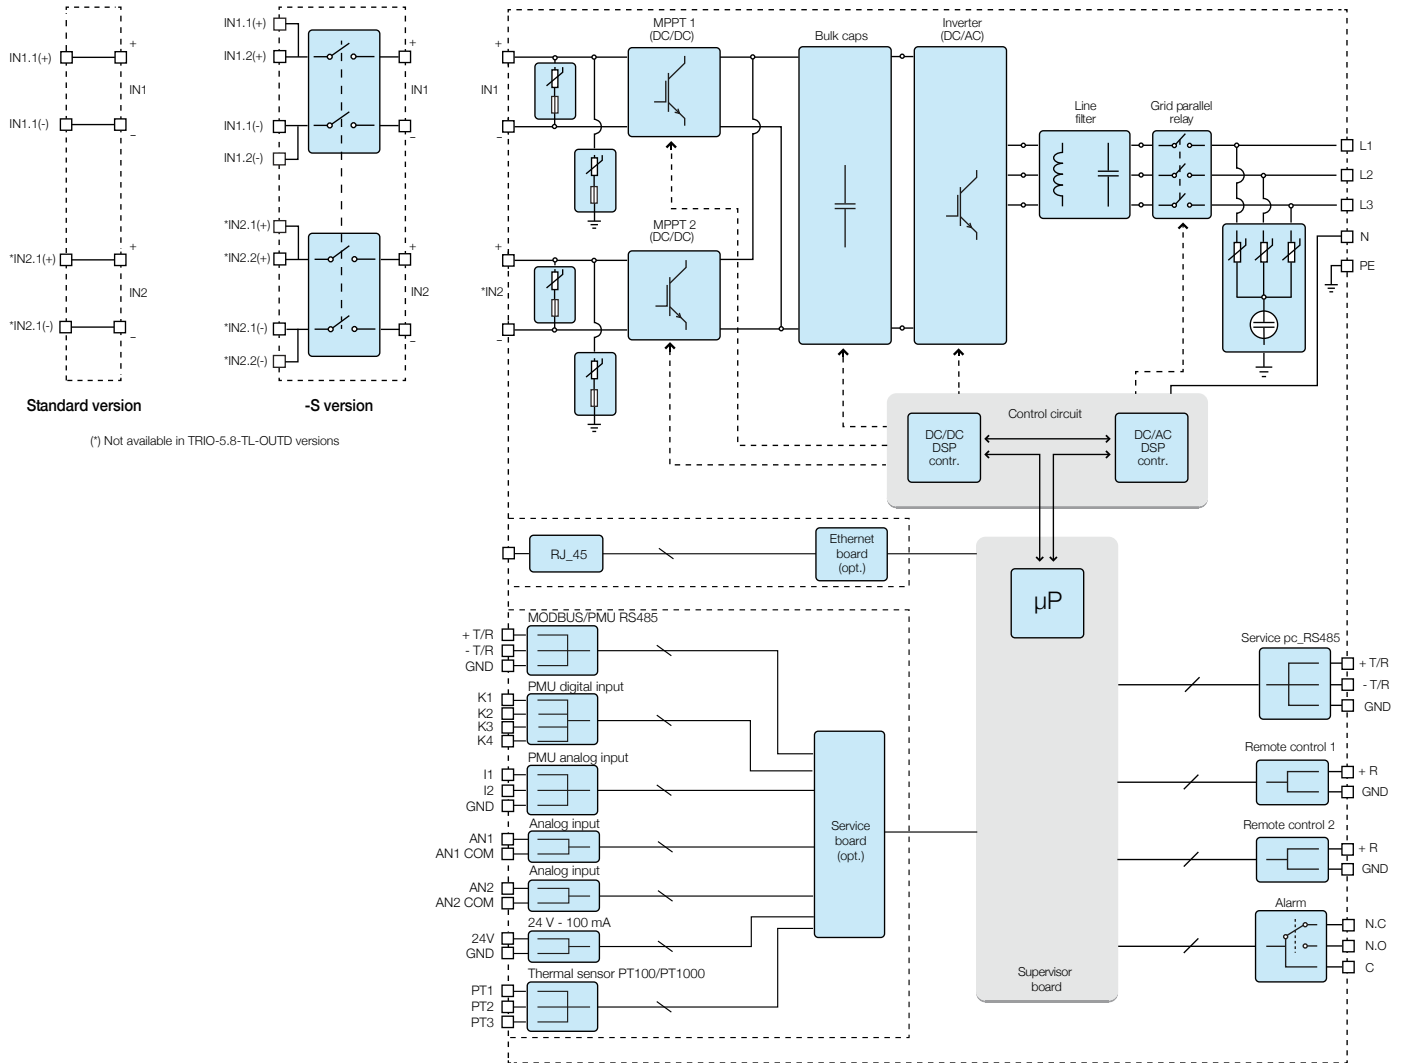 IN1.1(+)
+
IN1
IN1.1(-)
–
*IN2.1(+)
+
IN2
*IN2.1(-)
–
Standard version
IN1.1(+)
IN1.2(+)
+
IN1
IN1.1(-)
IN1.2(-)
–
*IN2.1(+)
*IN2.2(+)
+
IN2
*IN2.1(-)
*IN2.2(-)
–
-S version
(*) Not available in TRIO-5.8-TL-OUTD versions
+
IN1
–
+
*IN2
–
MPPT 1
(DC/DC)
MPPT 2
(DC/DC)
Bulk caps
Inverter
(DC/AC)
Line
filter
Grid parallel
relay
L1
L2
L3
N
PE
Control circuit
DC/DC
DSP
contr.
DC/AC
DSP
contr.
RJ_45
Ethernet
board
(opt.)
µP
MODBUS/PMU RS485
+ T/R
- T/R
GND
PMU digital input
K1
K2
K3
K4
PMU analog input
I1
I2
GND
Analog input
AN1
AN1 COM
Analog input
AN2
AN2 COM
24 V - 100 mA
24V
GND
Thermal sensor PT100/PT1000
PT1
PT2
PT3
Service
board
(opt.)
Supervisor
board
Service pc_RS485
+ T/R
- T/R
GND
Remote control 1
+ R
GND
Remote control 2
+ R
GND
Alarm
N.C
N.O
C